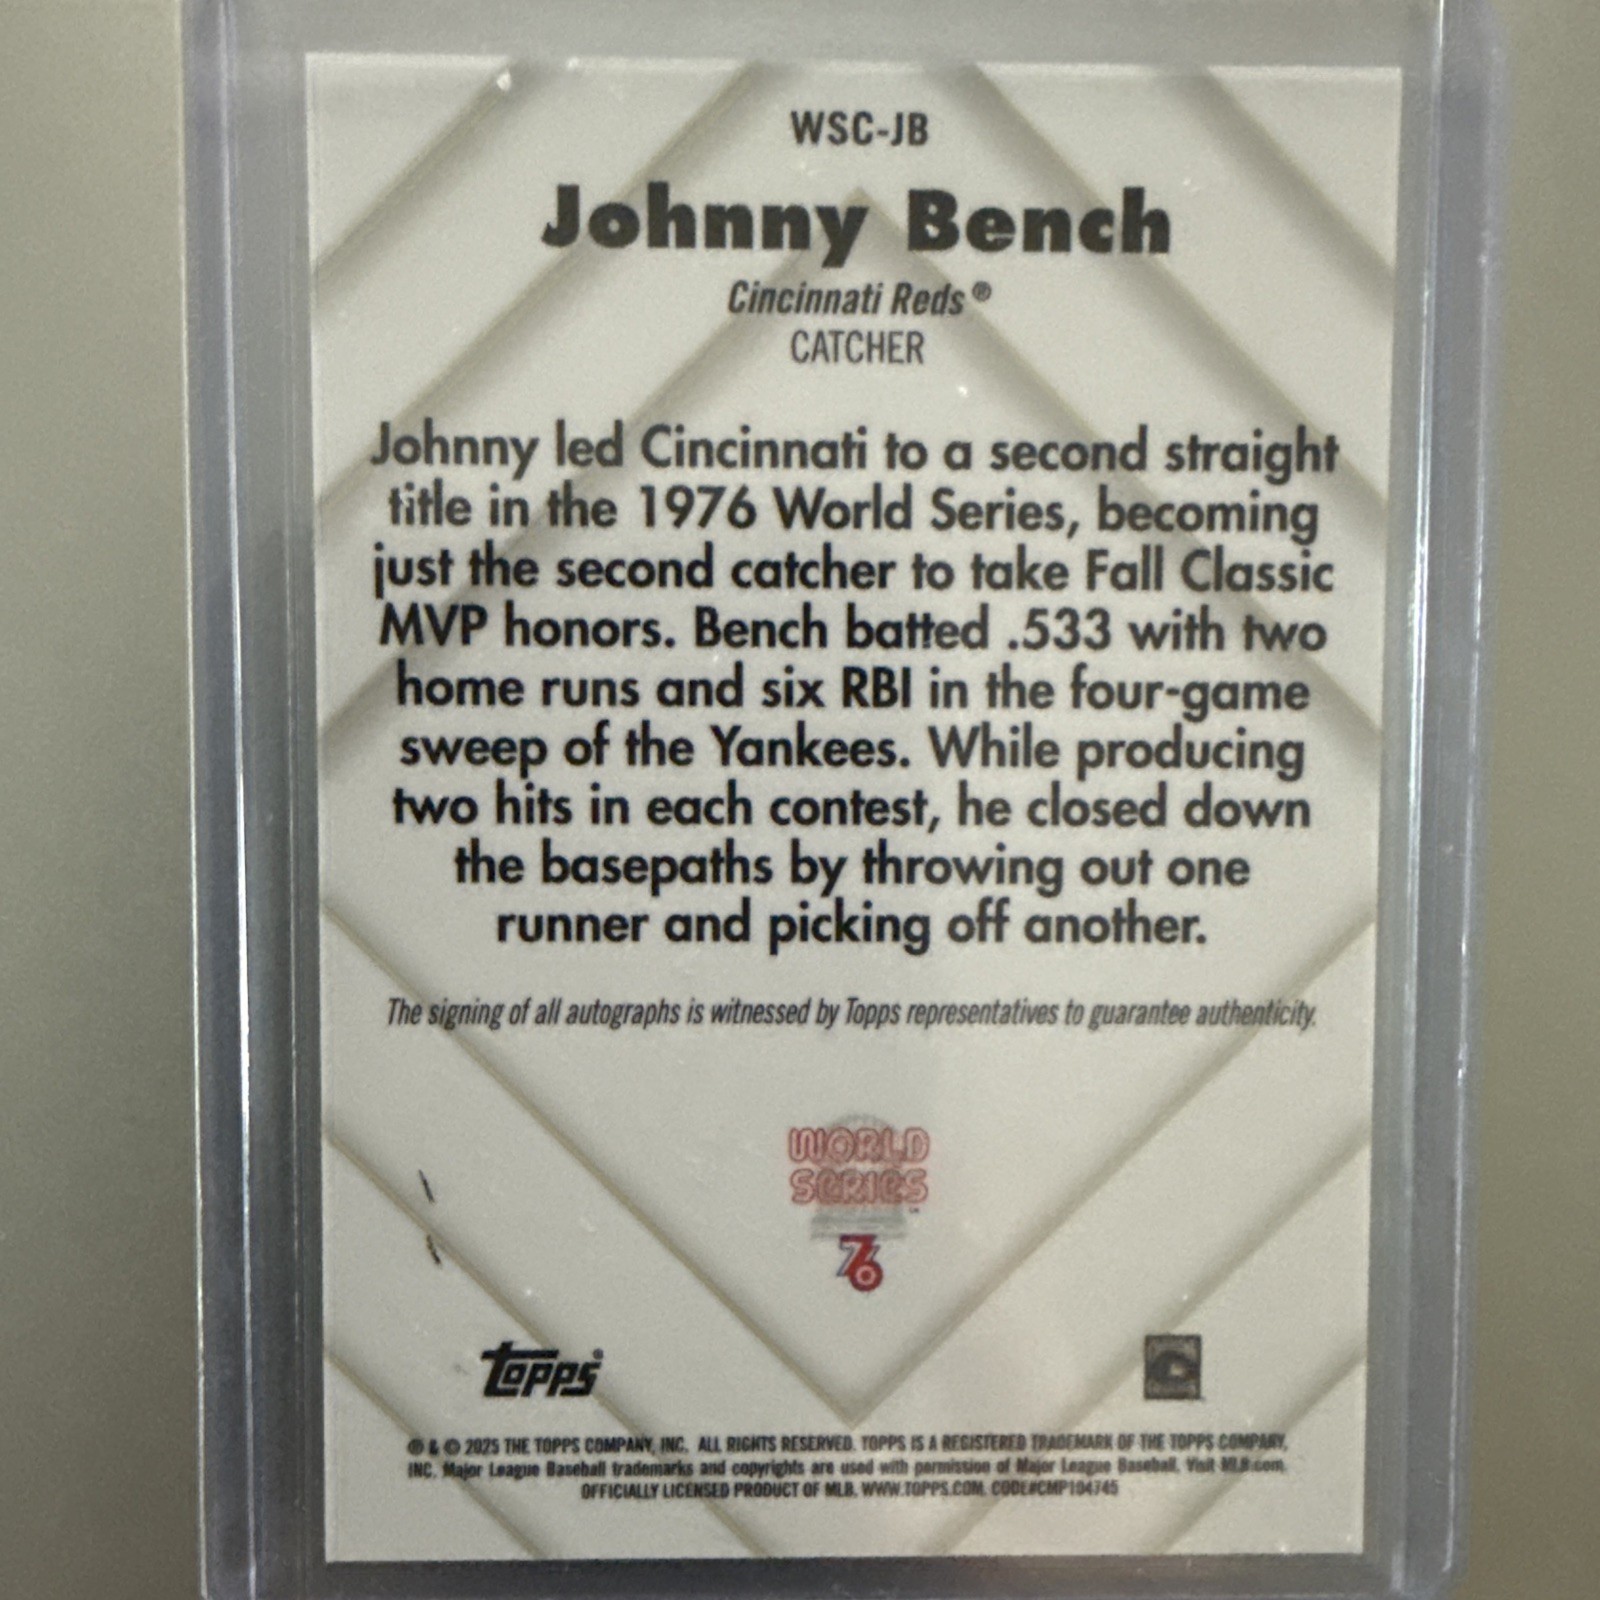 WSC-JB
Johnny Bench
Cincinnati Reds®
CATCHER
Johnny led Cincinnati to a second straight
title in the 1976 World Series, becoming
just the second catcher to take Fall Classic
MVP honors. Bench batted .533 with two
home runs and six RBI in the four-game
sweep of the Yankees. While producing
two hits in each contest, he closed down
the basepaths by throwing out one
runner and picking off another.
The signing of all autographs is witnessed by Topps representatives to guarantee authenticity.
WORLD
SERIES™
76
topps®
® & © 2025 THE TOPPS COMPANY, INC. ALL RIGHTS RESERVED. TOPPS IS A REGISTERED TRADEMARK OF THE TOPPS COMPANY,
INC. Major League Baseball trademarks and copyrights are used with permission of Major League Baseball. Visit MLB.com.
OFFICIALLY LICENSED PRODUCT OF MLB. WWW.TOPPS.COM. CODE#CMP104745